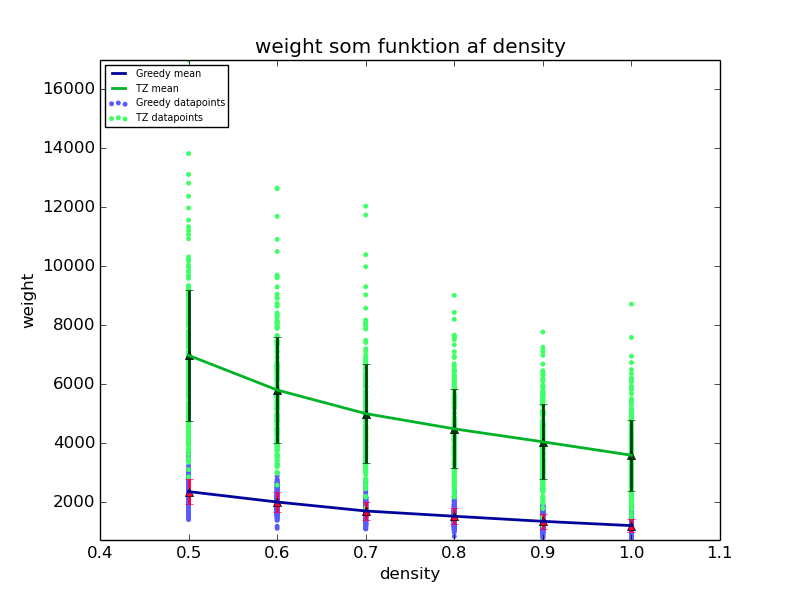 weight som funktion af density
16000
14000
12000
10000
8000
6000
4000
2000
weight
Greedy mean
TZ mean
Greedy datapoints
TZ datapoints
0.4 0.5 0.6 0.7 0.8 0.9 1.0 1.1
density